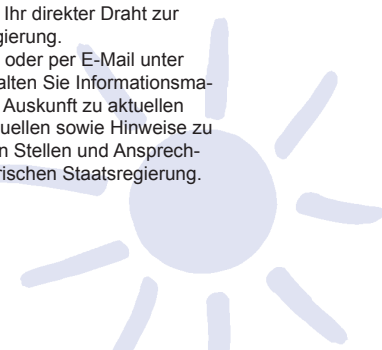 Ihr direkter Draht zur
gierung.
oder per E-Mail unter
alten Sie Informationsma-
Auskunft zu aktuellen
uellen sowie Hinweise zu
n Stellen und Ansprech-
rischen Staatsregierung.